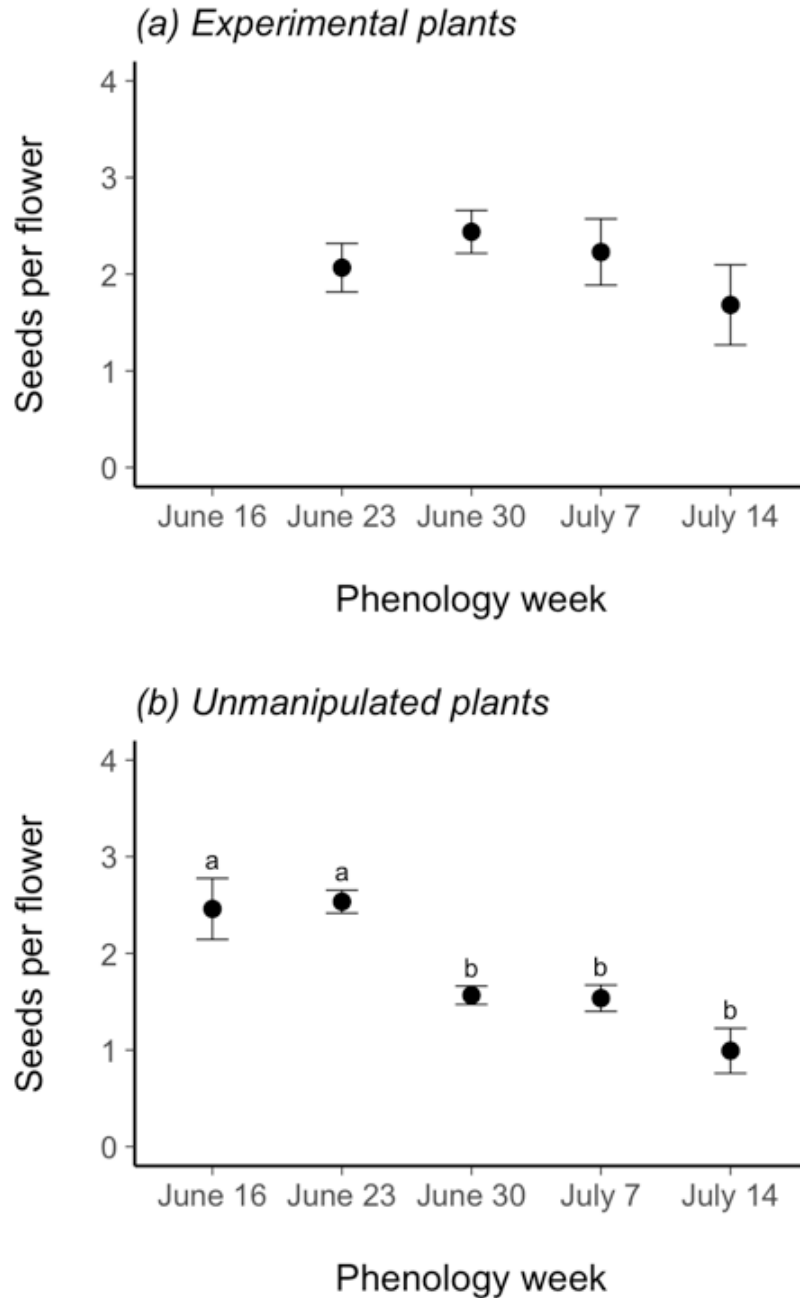 (a) Experimental plants
4
3
2
1
0
Seeds per flower
June 16 June 23 June 30 July 7 July 14
Phenology week
(b) Unmanipulated plants
4
3
2
1
0
Seeds per flower
a a b b b
June 16 June 23 June 30 July 7 July 14
Phenology week